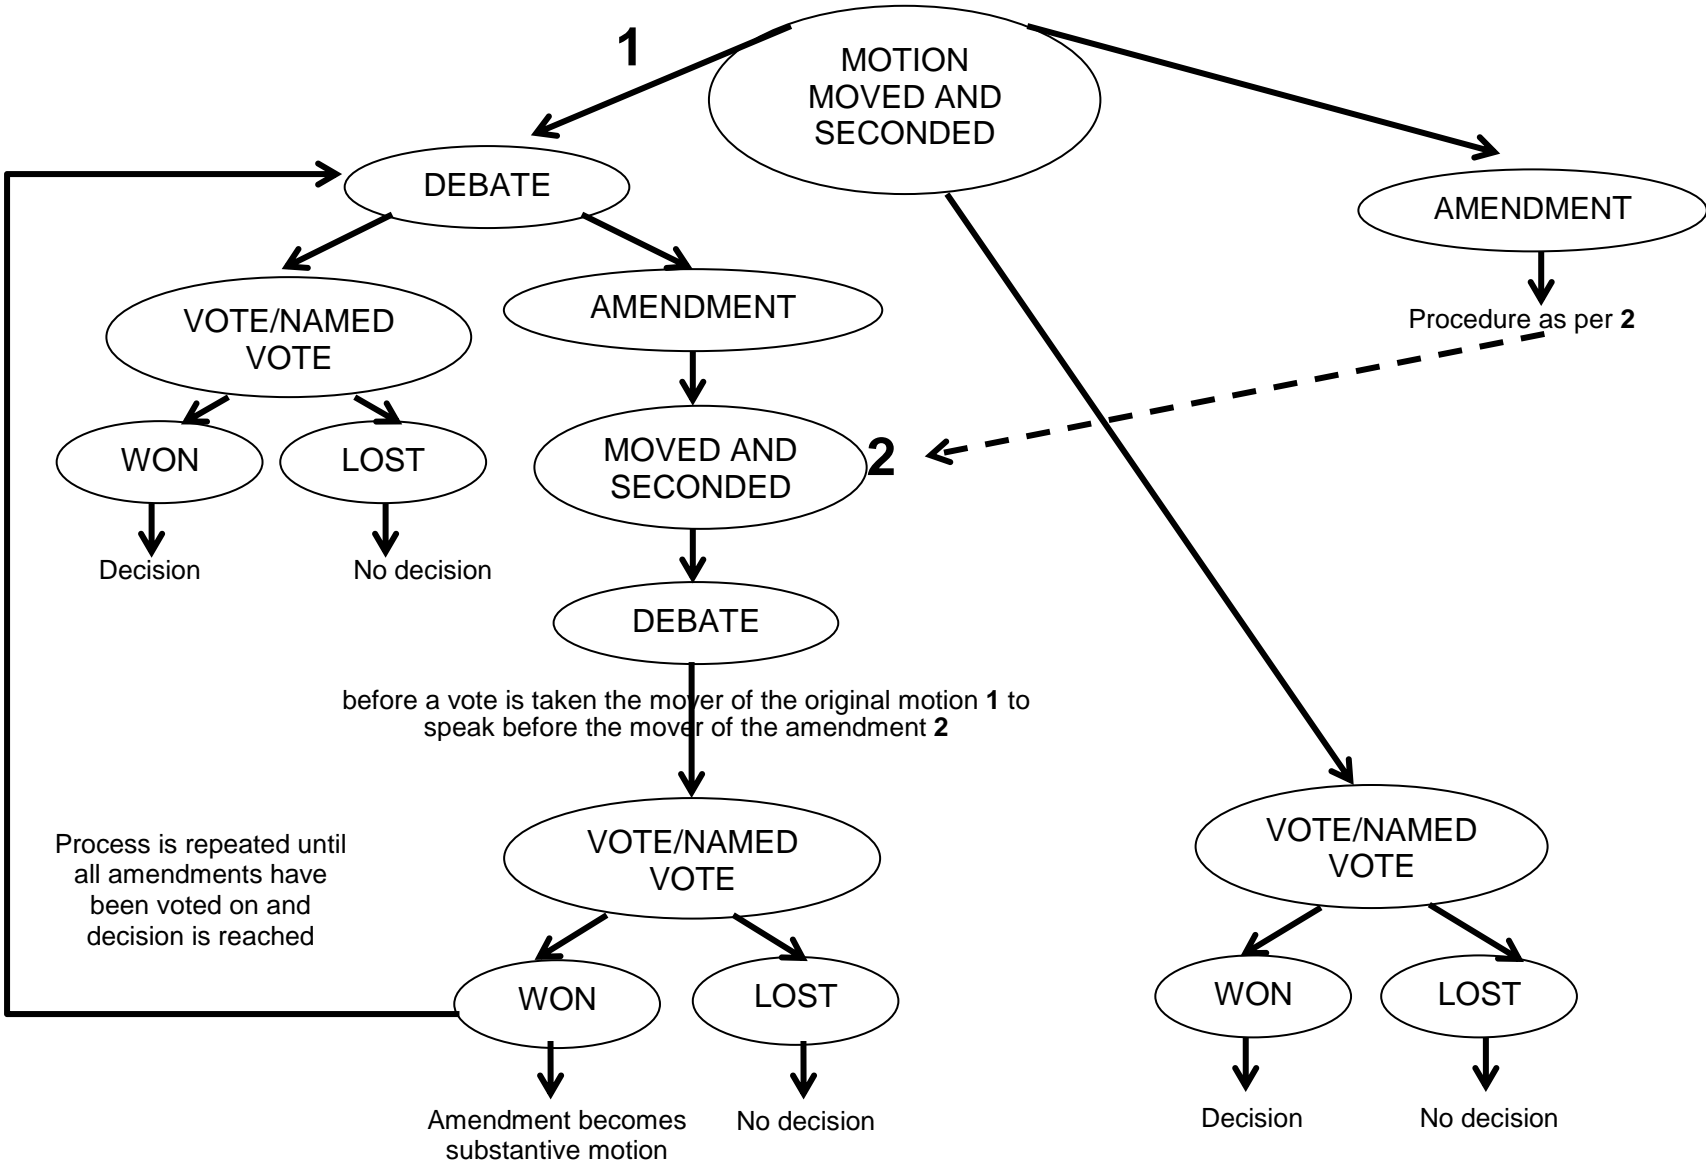 1
MOTION
MOVED AND
SECONDED
DEBATE
AMENDMENT
VOTE/NAMED
VOTE
AMENDMENT
Procedure as per 2
WON
LOST
MOVED AND
SECONDED
2
Decision
No decision
DEBATE
before a vote is taken the mover of the original motion 1 to
speak before the mover of the amendment 2
Process is repeated until
all amendments have
been voted on and
decision is reached
VOTE/NAMED
VOTE
VOTE/NAMED
VOTE
WON
LOST
WON
LOST
Amendment becomes
substantive motion
No decision
Decision
No decision